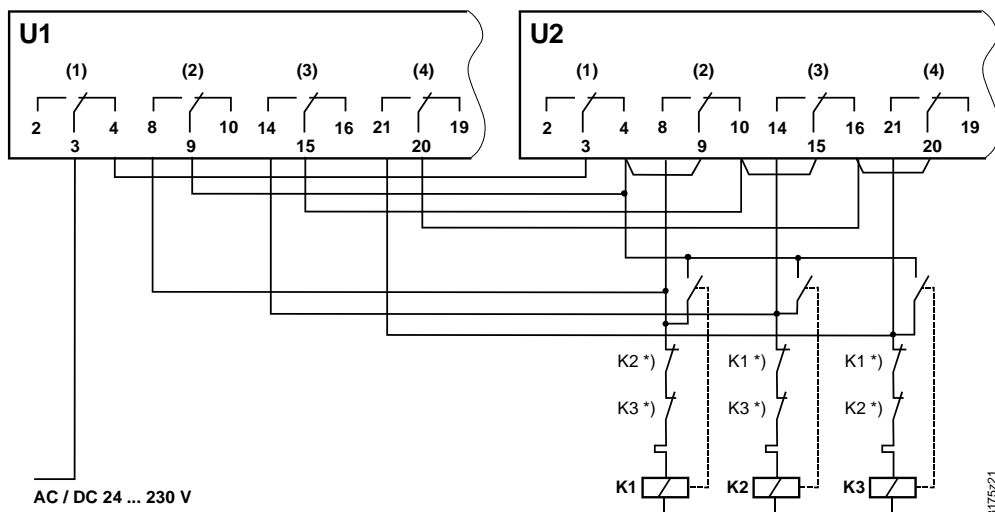 U1 U2
(1) (2) (3) (4) (1) (2) (3) (4)
2 4 8 10 14 16 21 19 2 4 8 10 14 16 21 19
3 9 15 20 3 9 15 20
K2 *) K1 *) K1 *)
K3 *) K3 *) K2 *)
K1 K2 K3
AC / DC 24 ... 230 V